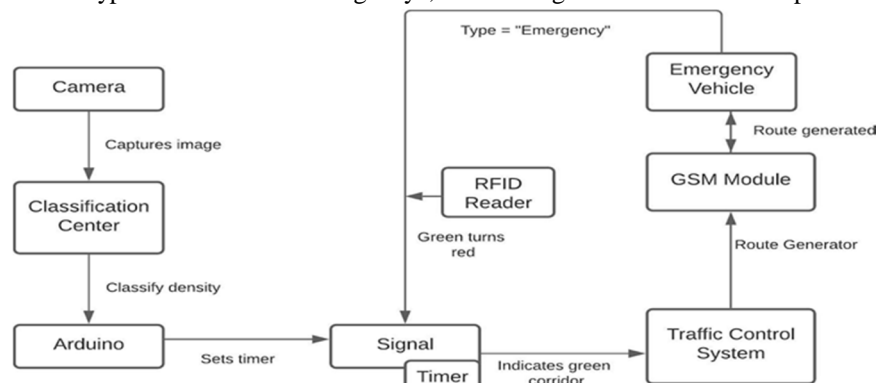 Type = "Emergency"
Camera
Emergency
Vehicle
Captures image
Route generated
RFID
Reader
GSM Module
Classification
Center
Green turns
red
Route Generator
Classify density
Arduino
Sets timer
Signal
Timer
Indicates green
corridor
Traffic Control
System